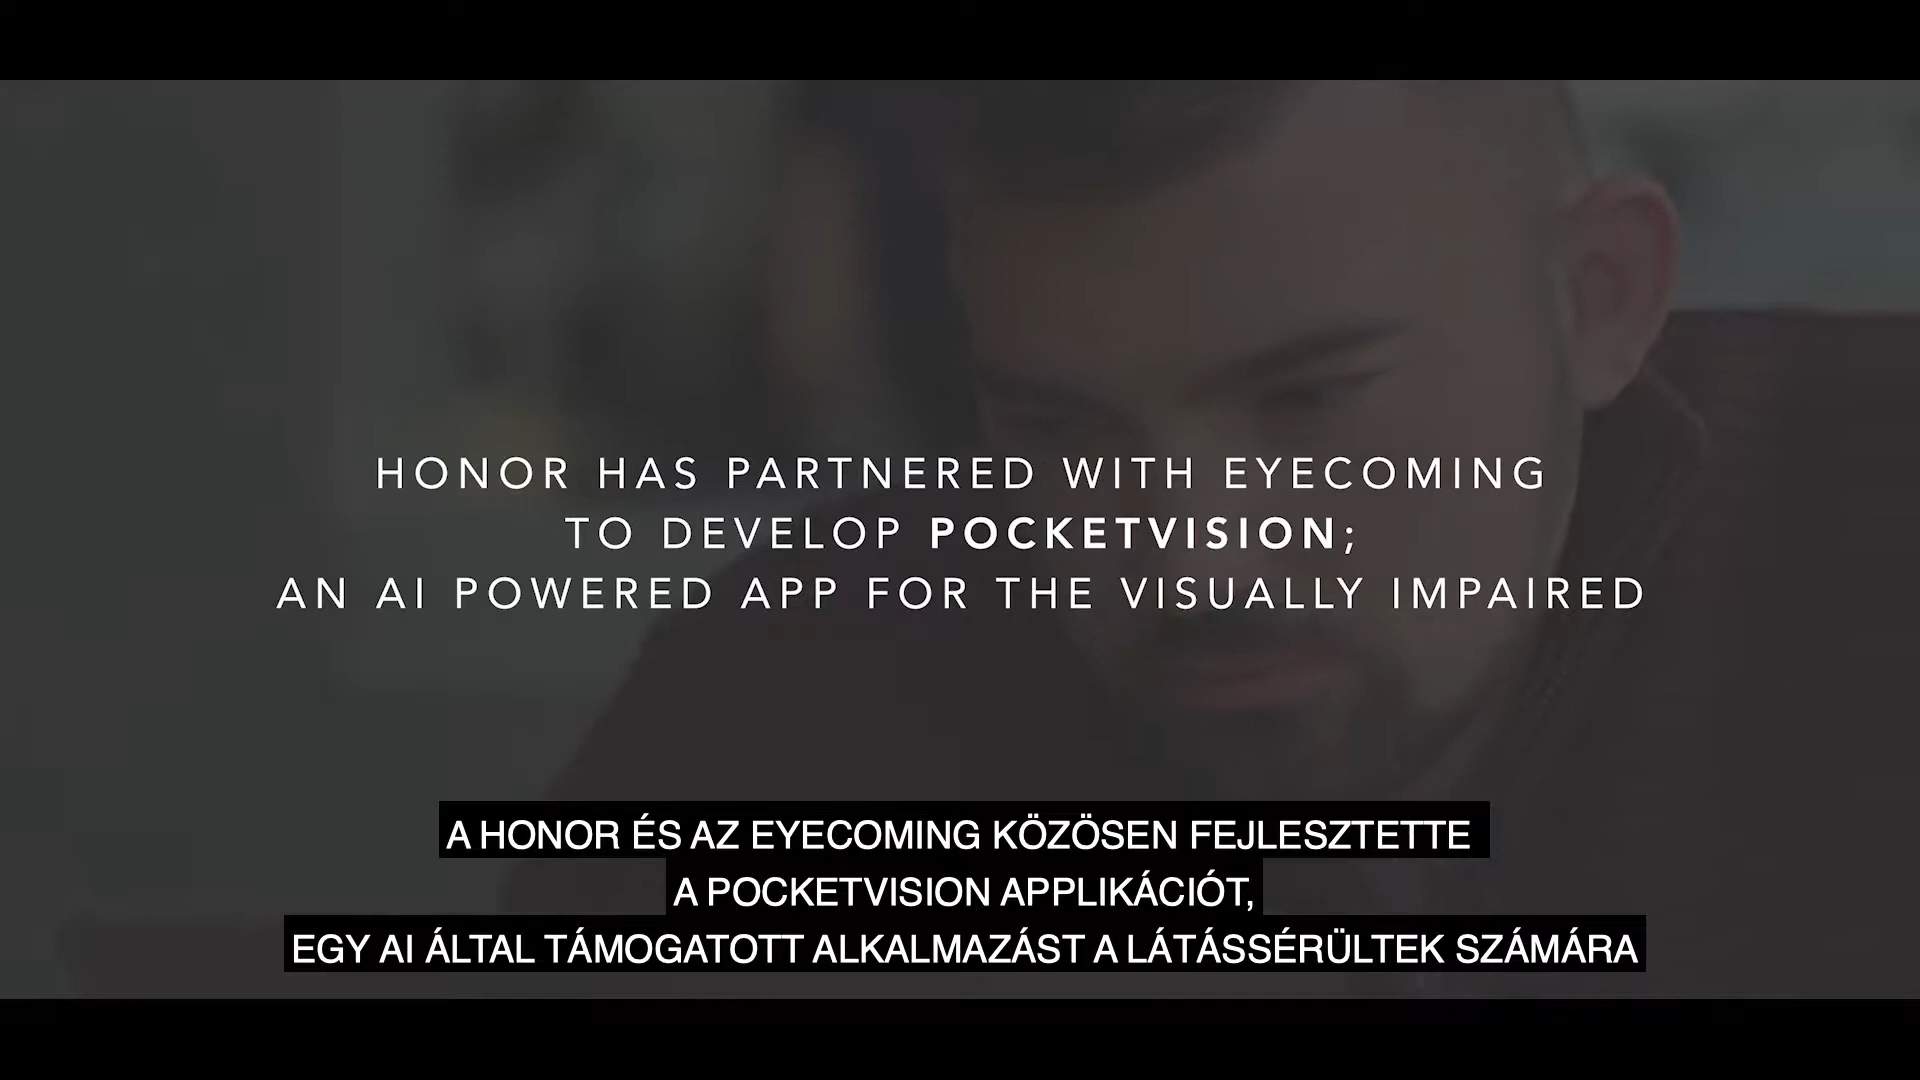 HONOR HAS PARTNERED WITH EYECOMING
TO DEVELOP POCKETVISION;
AN AI POWERED APP FOR THE VISUALLY IMPAIRED
A HONOR ÉS AZ EYECOMING KÖZÖSEN FEJLESZTETTE
A POCKETVISION APPLIKÁCIÓT,
EGY AI ÁLTAL TÁMOGATOTT ALKALMAZÁST A LÁTÁSSÉRÜLTEK SZÁMÁRA